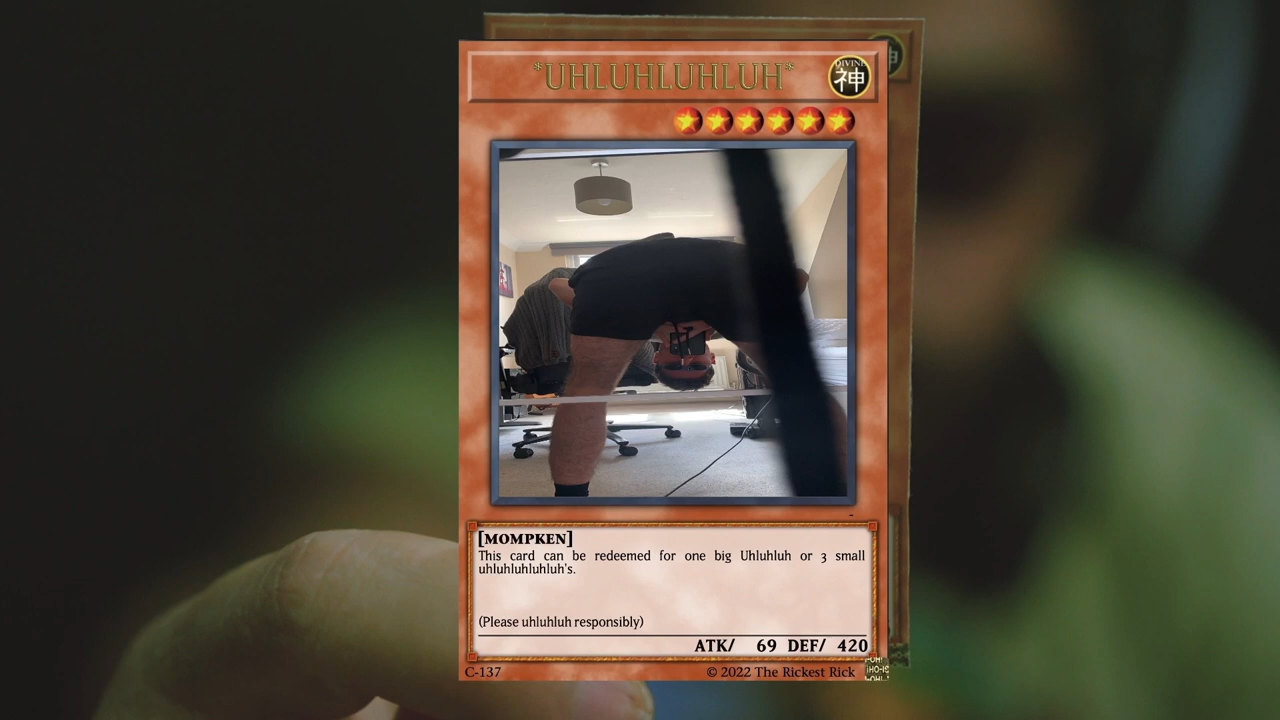 *UHLUHLUHLUH*
DIVINE
神
神
[MOMPKEN]
This card can be redeemed for one big Uhluhluh or 3 small
uhluhluhluhluh's.
(Please uhluhluh responsibly)
ATK/ 69 DEF/ 420
C-137
© 2022 The Rickest Rick